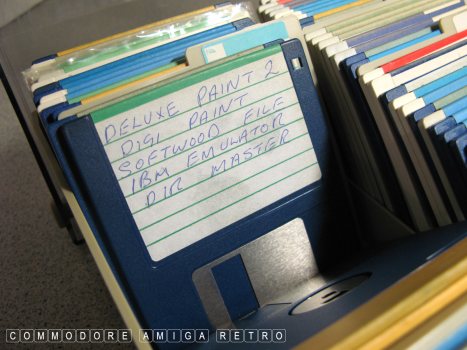 DELUXE PAINT 2
DIGI PAINT
SOFTWOOD FILE
IBM EMULATOR
DIR MASTER
COMMODORE AMIGA RETRO